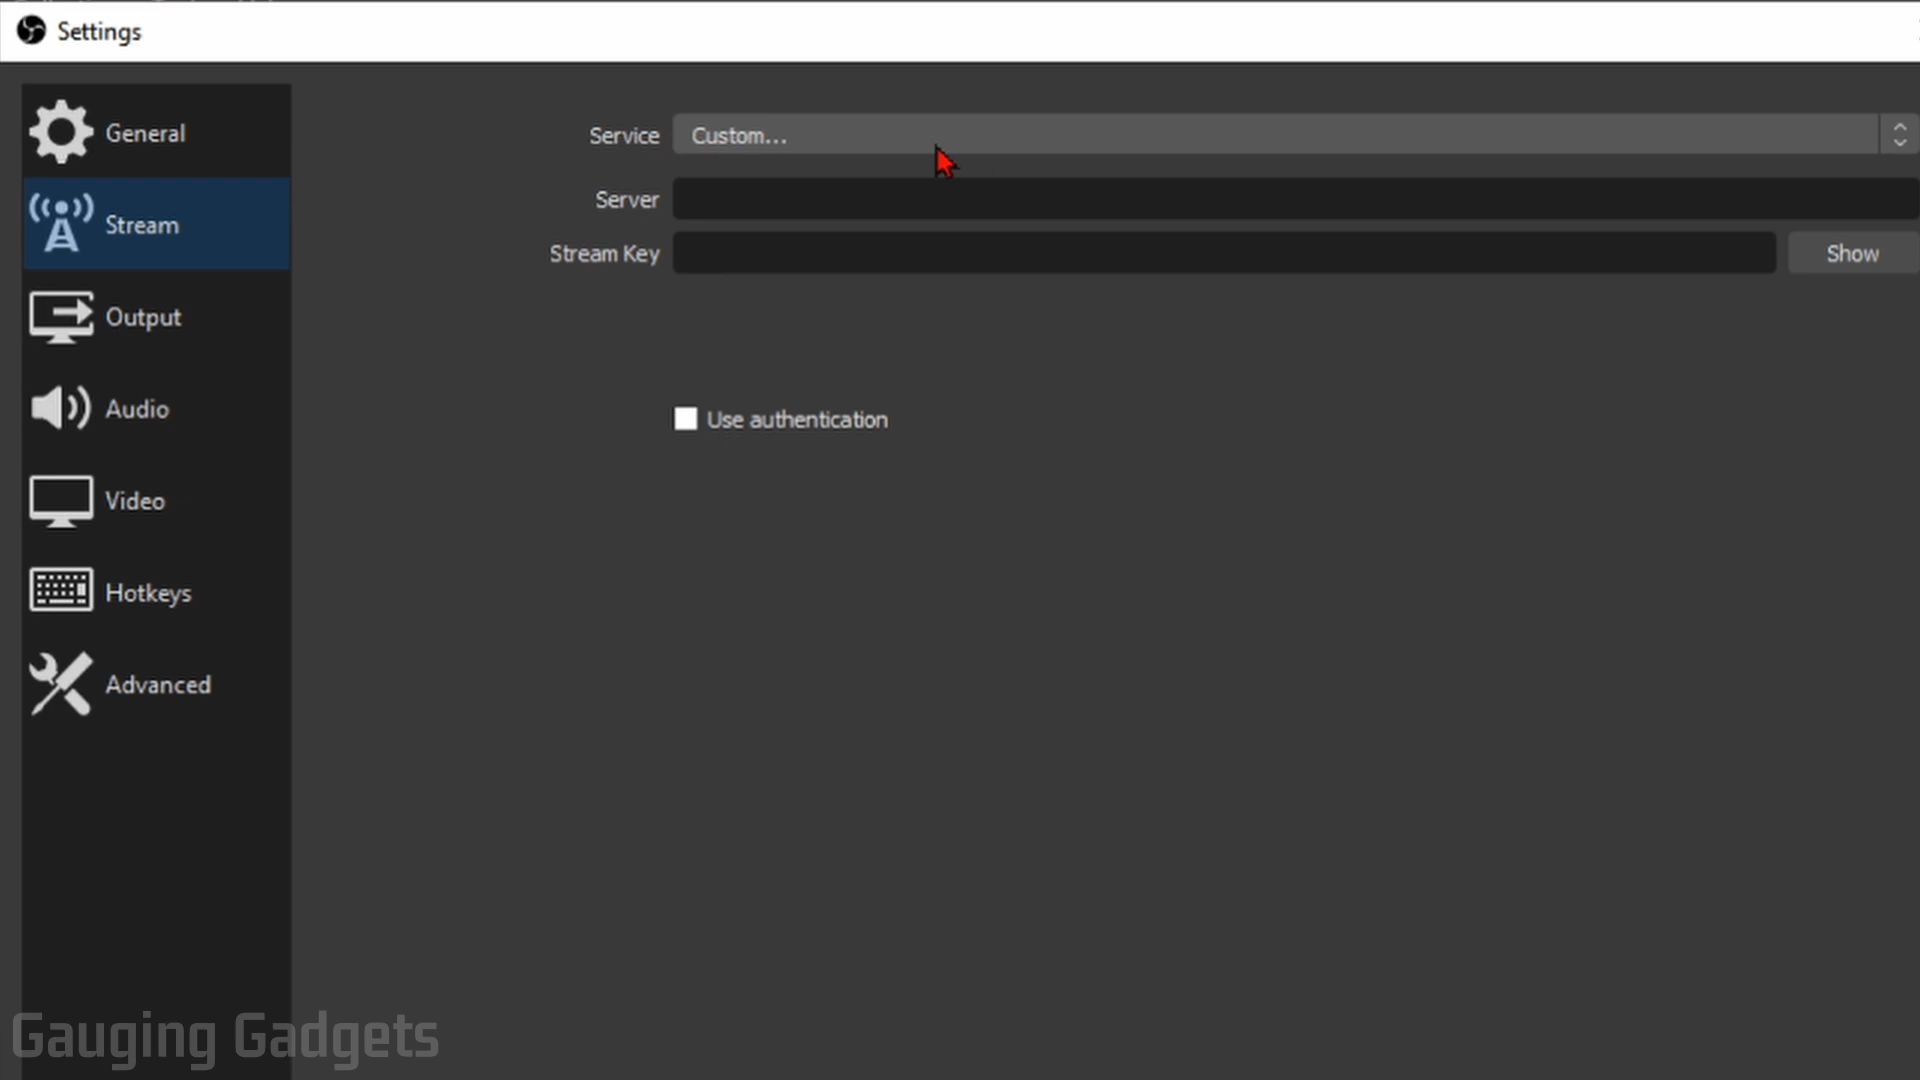 Settings
General
Stream
Output
Audio
Video
Hotkeys
Advanced
Service Custom...
Server
Stream Key Show
Use authentication
Gauging Gadgets